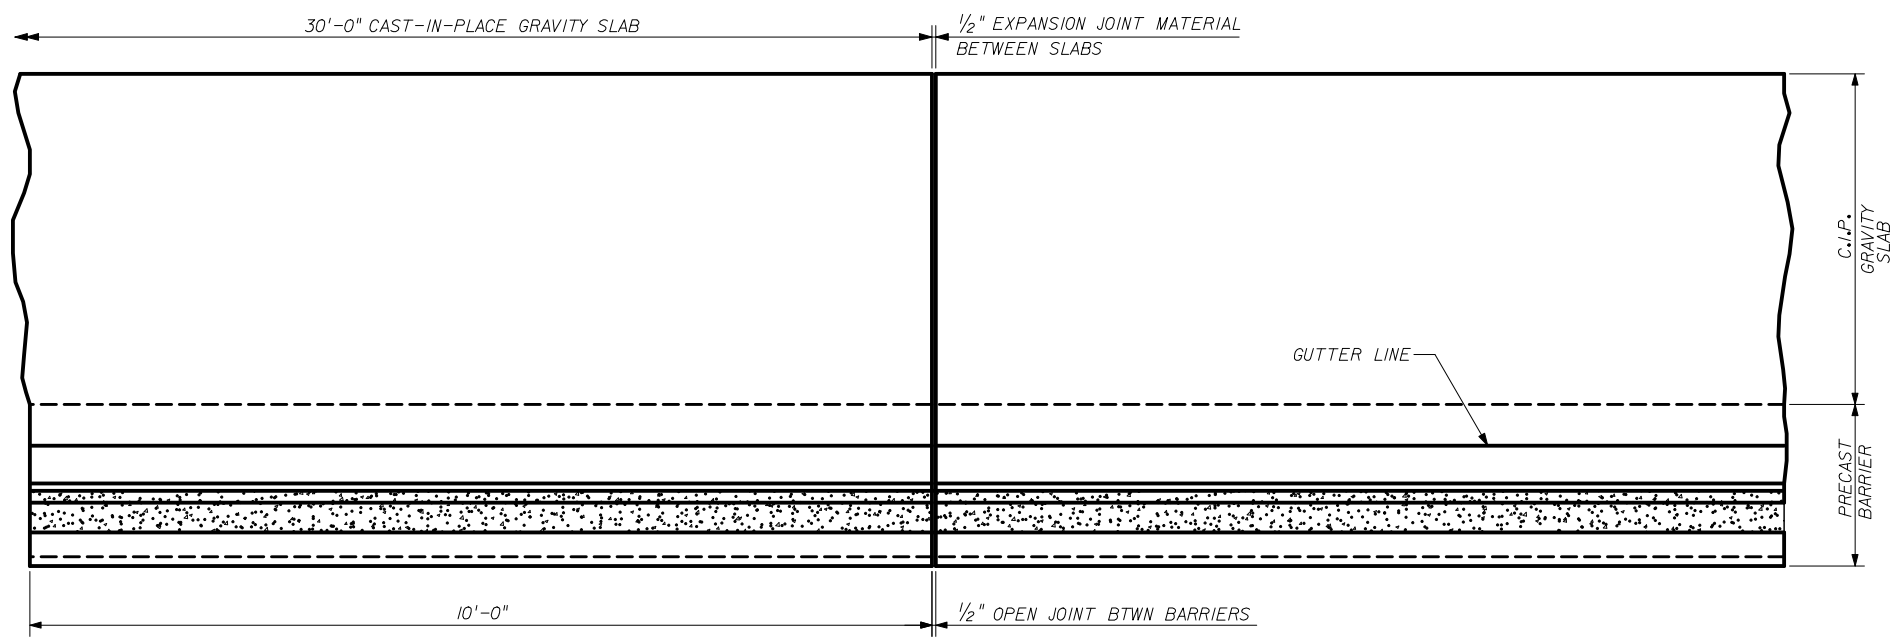 30'-0" CAST-IN-PLACE GRAVITY SLAB
½" EXPANSION JOINT MATERIAL
BETWEEN SLABS
C.I.P.
GRAVITY
SLAB
GUTTER LINE
PRECAST
BARRIER
10'-0"
½" OPEN JOINT BTWN BARRIERS